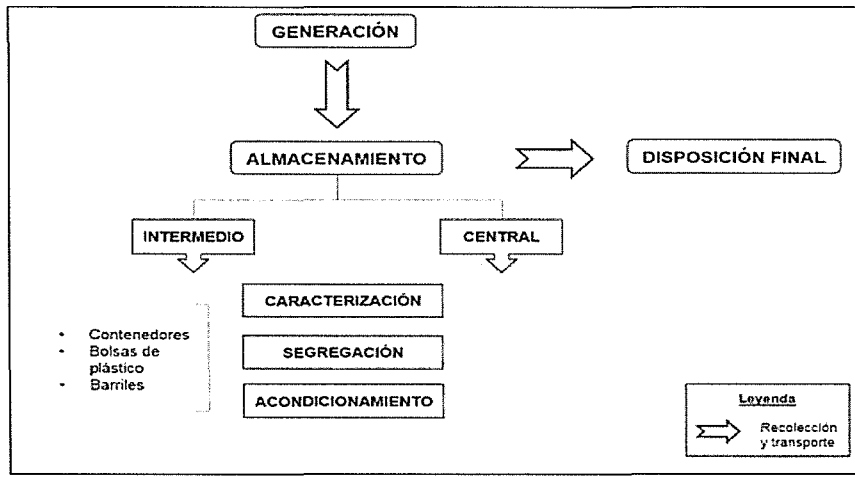 GENERACIÓN
ALMACENAMIENTO
DISPOSICIÓN FINAL
INTERMEDIO
CENTRAL
CARACTERIZACIÓN
• Contenedores
• Bolsas de
plástico
• Barriles
SEGREGACIÓN
ACONDICIONAMIENTO
Leyenda
Recolección
y transporte